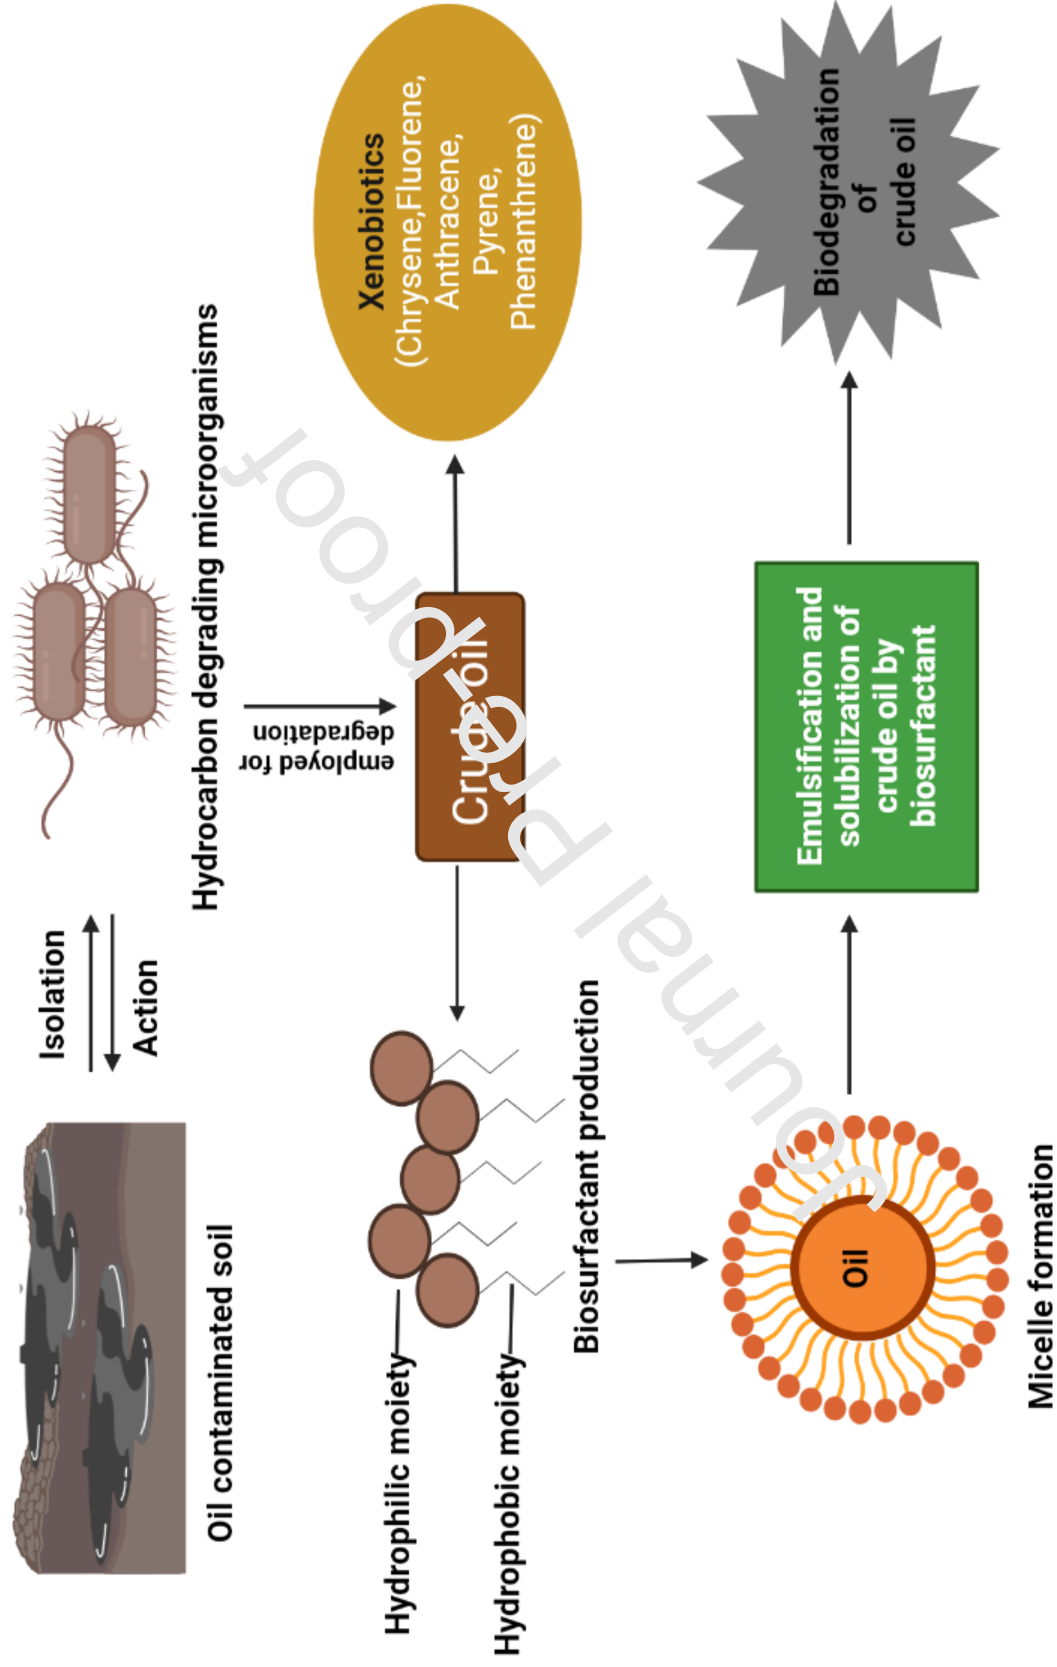 Isolation
Action
Oil contaminated soil
Hydrocarbon degrading microorganisms
employed for
degradation
Hydrophilic moiety
Hydrophobic moiety
Biosurfactant production
Crude oil
Xenobiotics
(Chrysene,Fluorene,
Anthracene,
Pyrene,
Phenanthrene)
Oil
Micelle formation
Emulsification and
solubilization of
crude oil by
biosurfactant
Biodegradation
of
crude oil
Journal Pre-proof